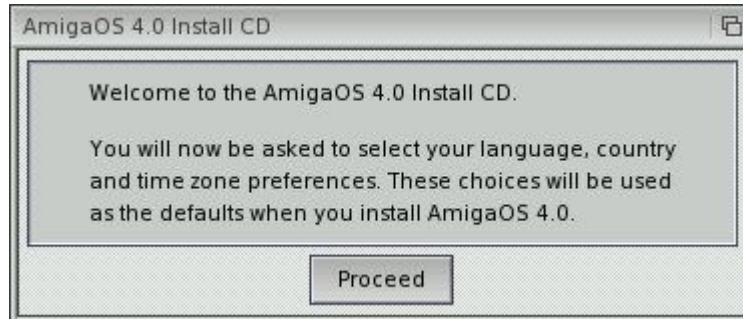 AmigaOS 4.0 Install CD
Welcome to the AmigaOS 4.0 Install CD.
You will now be asked to select your language, country
and time zone preferences. These choices will be used
as the defaults when you install AmigaOS 4.0.
Proceed